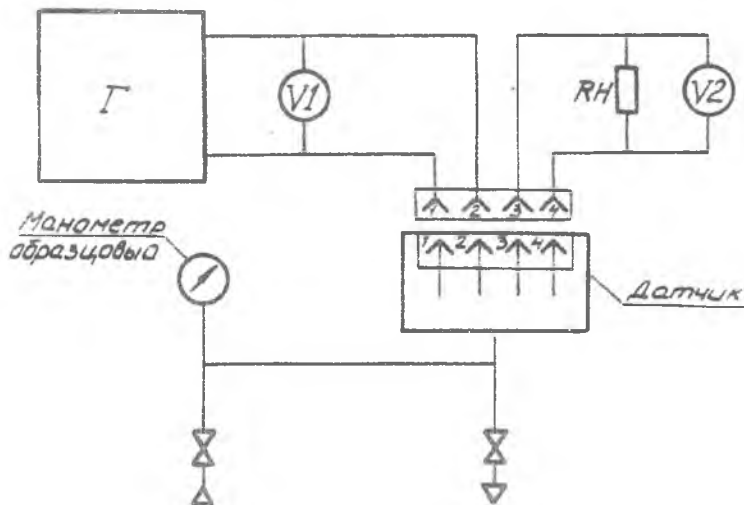 Г
V1
RH
V2
1 2 3 4
Манометр
образцовый
1 2 3 4
Датчик